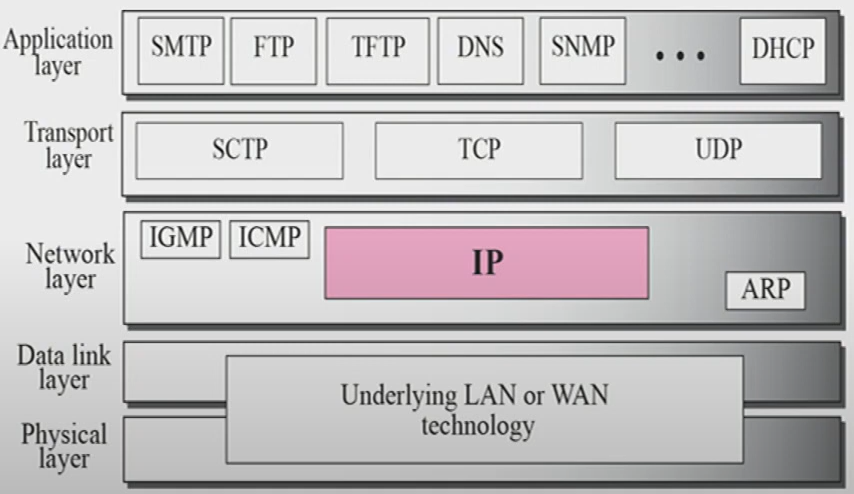 Application
layer
SMTP
FTP
TFTP
DNS
SNMP
• • •
DHCP
Transport
layer
SCTP
TCP
UDP
Network
layer
IGMP
ICMP
IP
ARP
Data link
layer
Underlying LAN or WAN
technology
Physical
layer